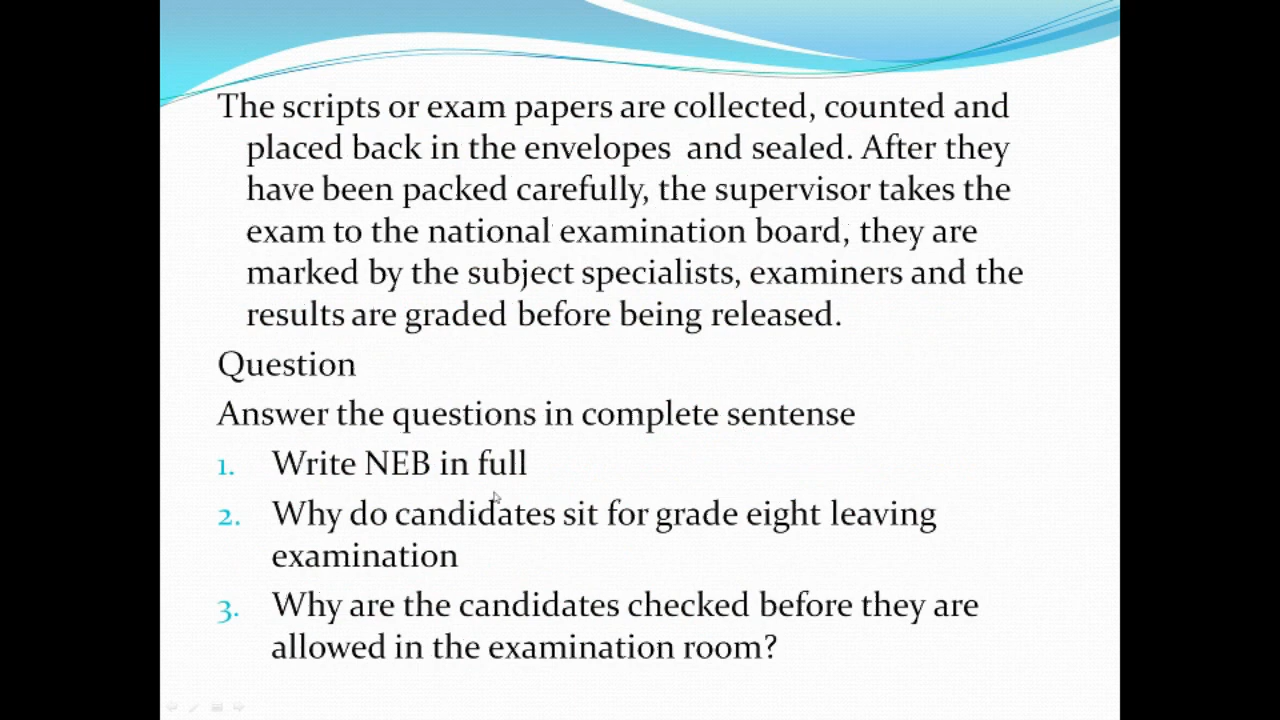 The scripts or exam papers are collected, counted and
placed back in the envelopes and sealed. After they
have been packed carefully, the supervisor takes the
exam to the national examination board, they are
marked by the subject specialists, examiners and the
results are graded before being released.
Question
Answer the questions in complete sentence
1. Write NEB in full
2. Why do candidates sit for grade eight leaving
examination
3. Why are the candidates checked before they are
allowed in the examination room?